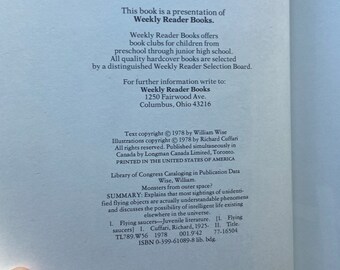 This book is a presentation of
Weekly Reader Books.
Weekly Reader Books offers
book clubs for children from
preschool through junior high school.
All quality hardcover books are selected
by a distinguished Weekly Reader Selection Board.
For further information write to:
Weekly Reader Books
1250 Fairwood Ave.
Columbus, Ohio 43216
Text copyright © 1978 by William Wise
Illustrations copyright © 1978 by Richard Cuffari
All rights reserved. Published simultaneously in
Canada by Longman Canada Limited, Toronto.
PRINTED IN THE UNITED STATES OF AMERICA
Library of Congress Cataloging in Publication Data
Wise, William.
Monsters from outer space?
SUMMARY: Explains that most sightings of unidenti-
fied flying objects are actually understandable phenomena
and discusses the possibility of intelligent life existing
elsewhere in the universe.
1. Flying saucers—Juvenile literature. [1. Flying
saucers] I. Cuffari, Richard, 1925- II. Title.
TL789.W56 1978 001.9'42 77-16504
ISBN 0-399-61089-8 lib. bdg.